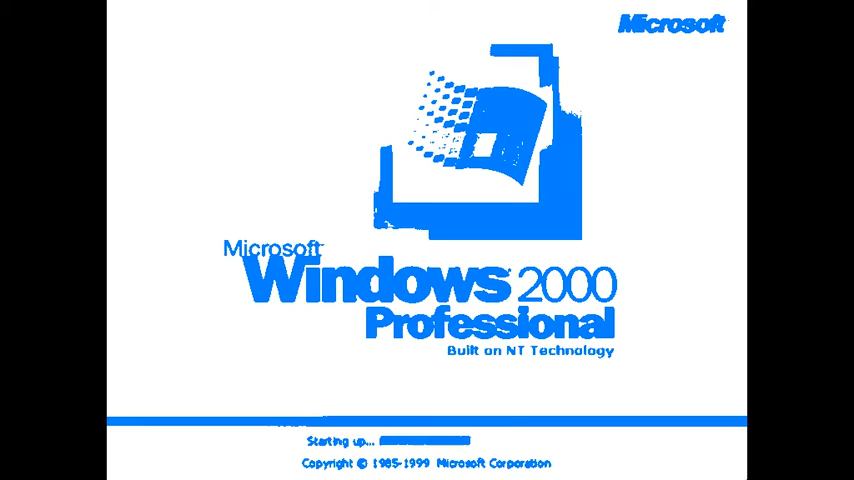 Microsoft
Microsoft
Windows 2000
Professional
Built on NT Technology
Starting up...
Copyright © 1985-1999 Microsoft Corporation